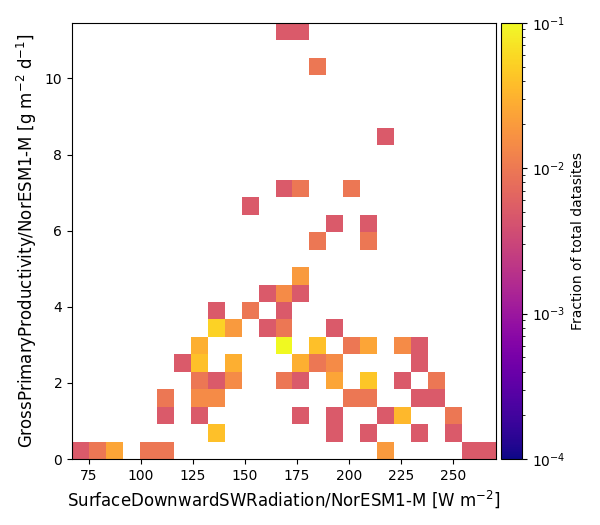 GrossPrimaryProductivity/NorESM1-M [g m⁻² d⁻¹]
10
8
6
4
2
0
75 100 125 150 175 200 225 250
SurfaceDownwardSWRadiation/NorESM1-M [W m⁻²]
10⁻¹
10⁻²
10⁻³
10⁻⁴
Fraction of total datasites